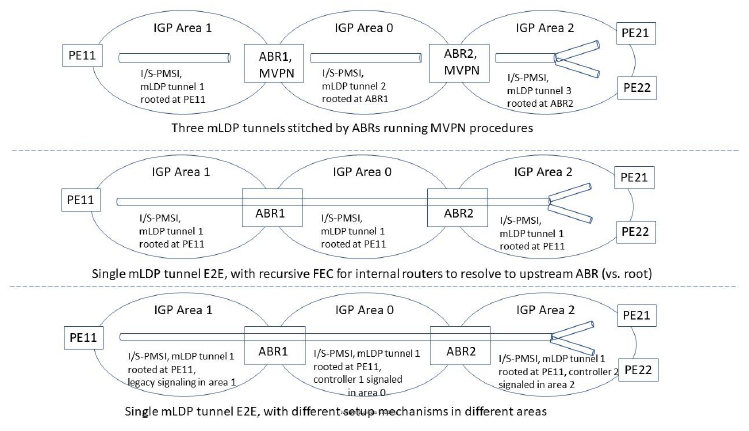 IGP Area 1
IGP Area 0
IGP Area 2
PE11
ABR1,
MVPN
ABR2,
MVPN
PE21
PE22
I/S-PMSI,
mLDP tunnel 1
rooted at PE11
I/S-PMSI,
mLDP tunnel 2
rooted at ABR1
I/S-PMSI,
mLDP tunnel 3
rooted at ABR2
Three mLDP tunnels stitched by ABRs running MVPN procedures
IGP Area 1
IGP Area 0
IGP Area 2
PE11
ABR1
ABR2
PE21
PE22
I/S-PMSI,
mLDP tunnel 1
rooted at PE11
I/S-PMSI,
mLDP tunnel 1
rooted at PE11
I/S-PMSI,
mLDP tunnel 1
rooted at PE11
Single mLDP tunnel E2E, with recursive FEC for internal routers to resolve to upstream ABR (vs. root)
IGP Area 1
IGP Area 0
IGP Area 2
PE11
ABR1
ABR2
PE21
PE22
I/S-PMSI, mLDP tunnel 1
rooted at PE11,
legacy signaling in area 1
I/S-PMSI, mLDP tunnel 1
rooted at PE11,
controller 1 signaled
in area 0
I/S-PMSI, mLDP tunnel 1
rooted at PE11, controller 2
signaled in area 2
Single mLDP tunnel E2E, with different setup mechanisms in different areas